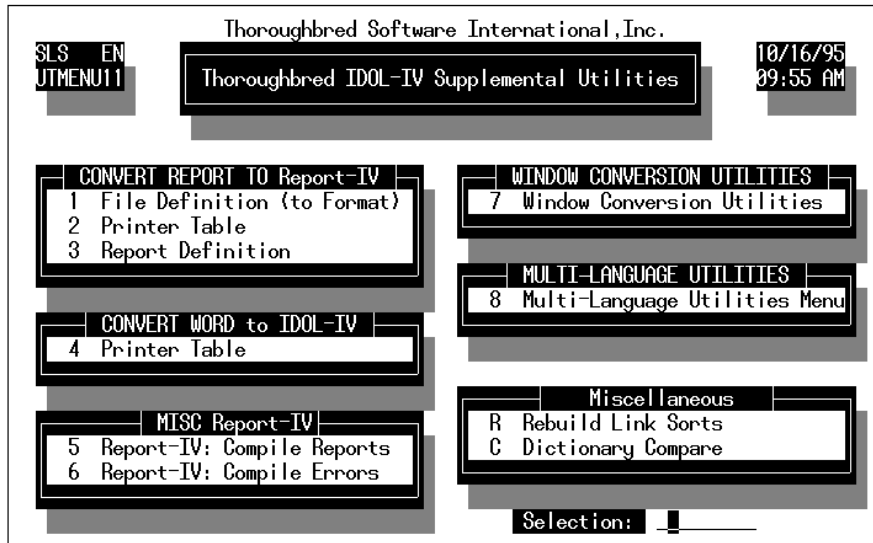 Thoroughbred Software International,Inc.
SLS EN
UTMENU11
Thoroughbred IDOL-IV Supplemental Utilities
10/16/95
09:55 AM
CONVERT REPORT TO Report-IV
1 File Definition (to Format)
2 Printer Table
3 Report Definition
CONVERT WORD to IDOL-IV
4 Printer Table
MISC Report-IV
5 Report-IV: Compile Reports
6 Report-IV: Compile Errors
WINDOW CONVERSION UTILITIES
7 Window Conversion Utilities
MULTI-LANGUAGE UTILITIES
8 Multi-Language Utilities Menu
Miscellaneous
R Rebuild Link Sorts
C Dictionary Compare
Selection: